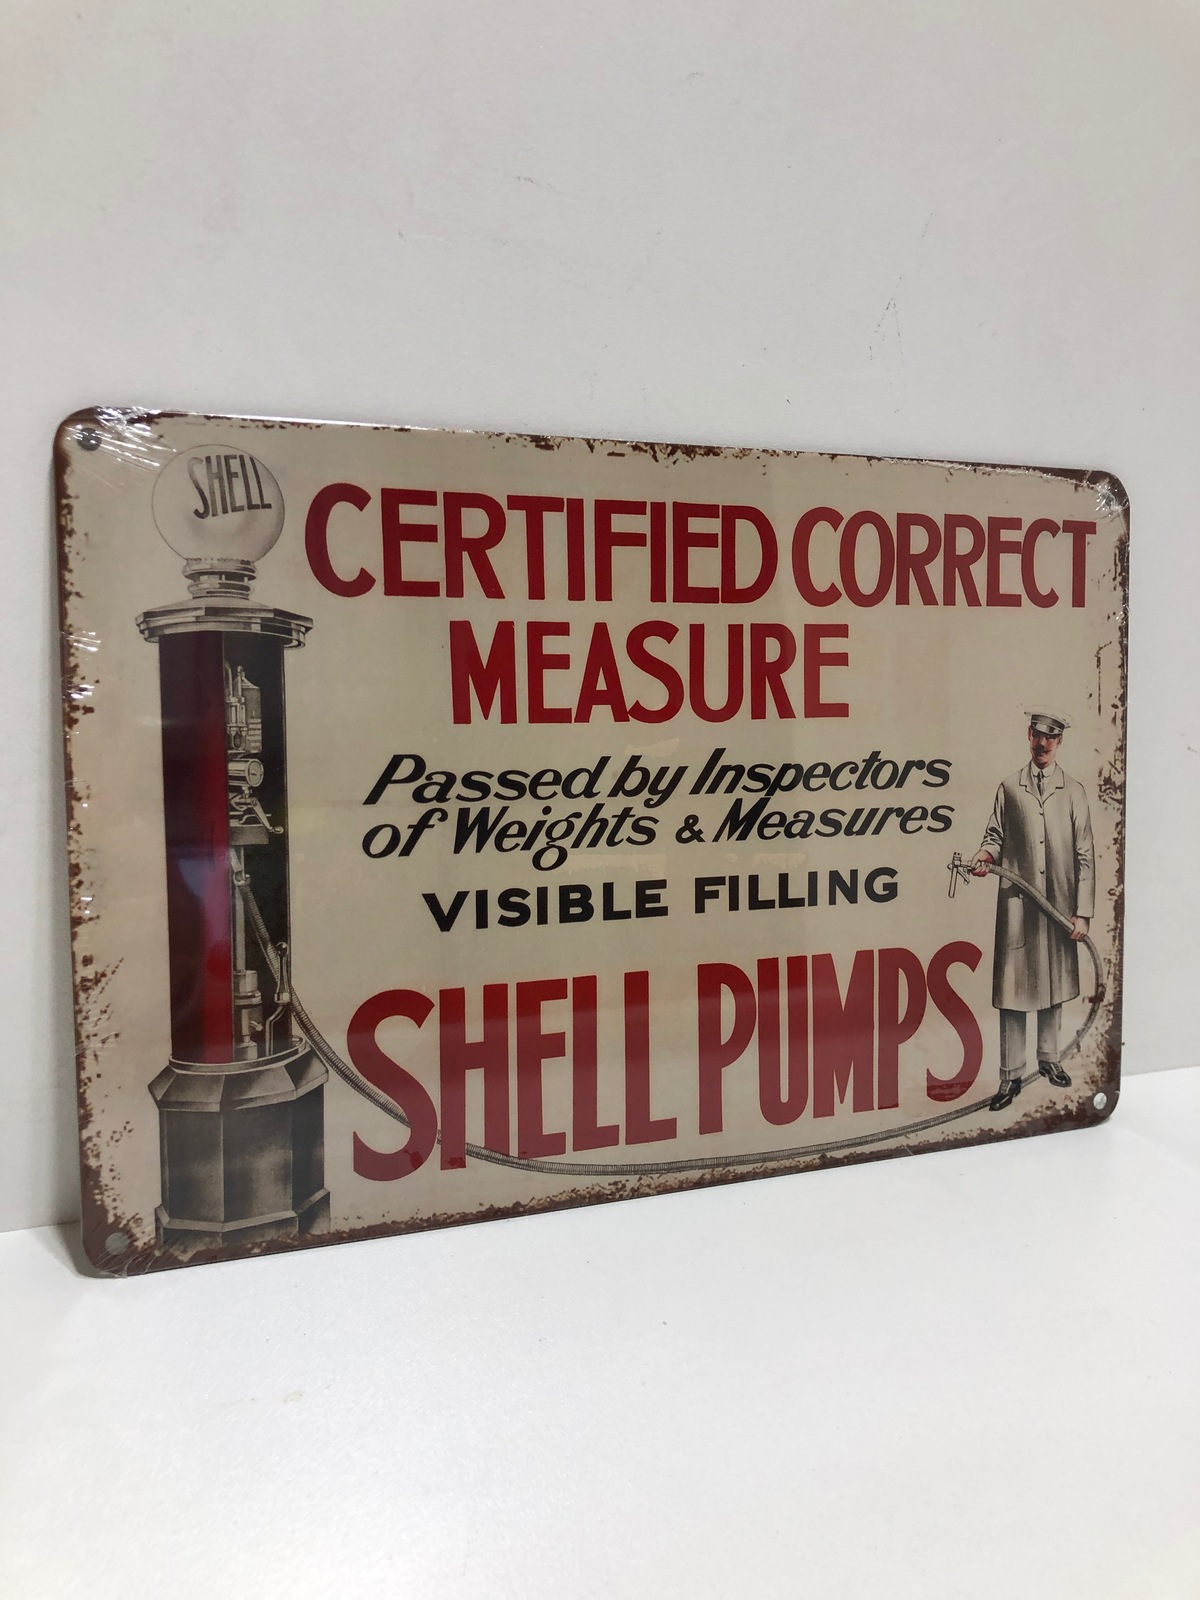 SHELL
CERTIFIED CORRECT
MEASURE
Passed by Inspectors
of Weights & Measures
VISIBLE FILLING
SHELL PUMPS